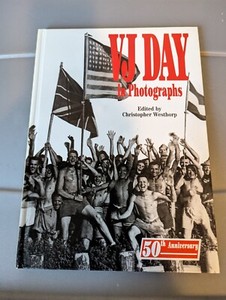 VJ DAY
in Photographs
Edited by
Christopher Westhorp
50th Anniversary